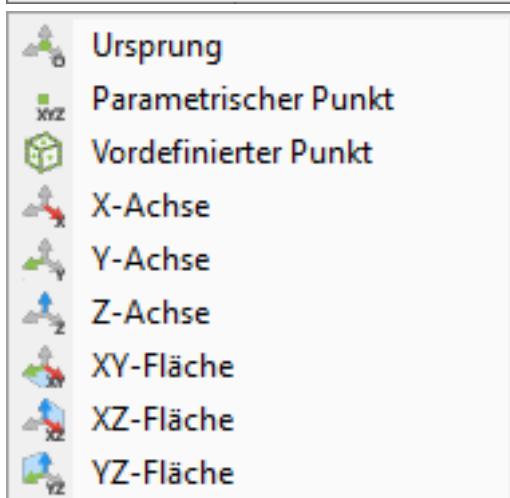 Ursprung
Parametrischer Punkt
Vordefinierter Punkt
X-Achse
Y-Achse
Z-Achse
XY-Fläche
XZ-Fläche
YZ-Fläche